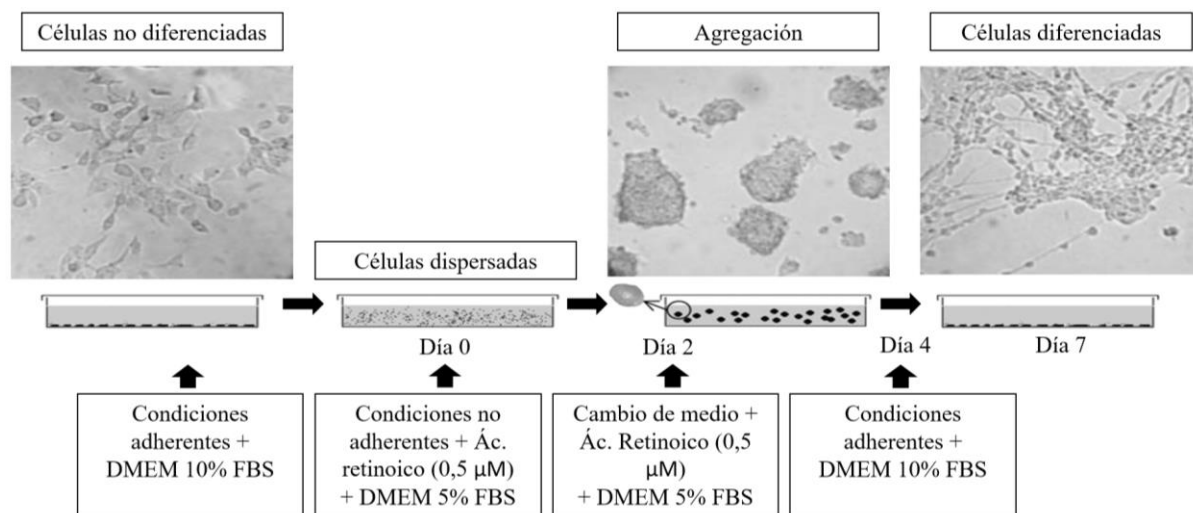 Células no diferenciadas
Agregación
Células diferenciadas
Células dispersadas
Día 0
Día 2
Día 4
Día 7
Condiciones
adherentes +
DMEM 10% FBS
Condiciones no
adherentes + Ác.
retinoico (0,5 μM)
+ DMEM 5% FBS
Cambio de medio +
Ác. Retinoico (0,5
μM)
+ DMEM 5% FBS
Condiciones
adherentes +
DMEM 10% FBS